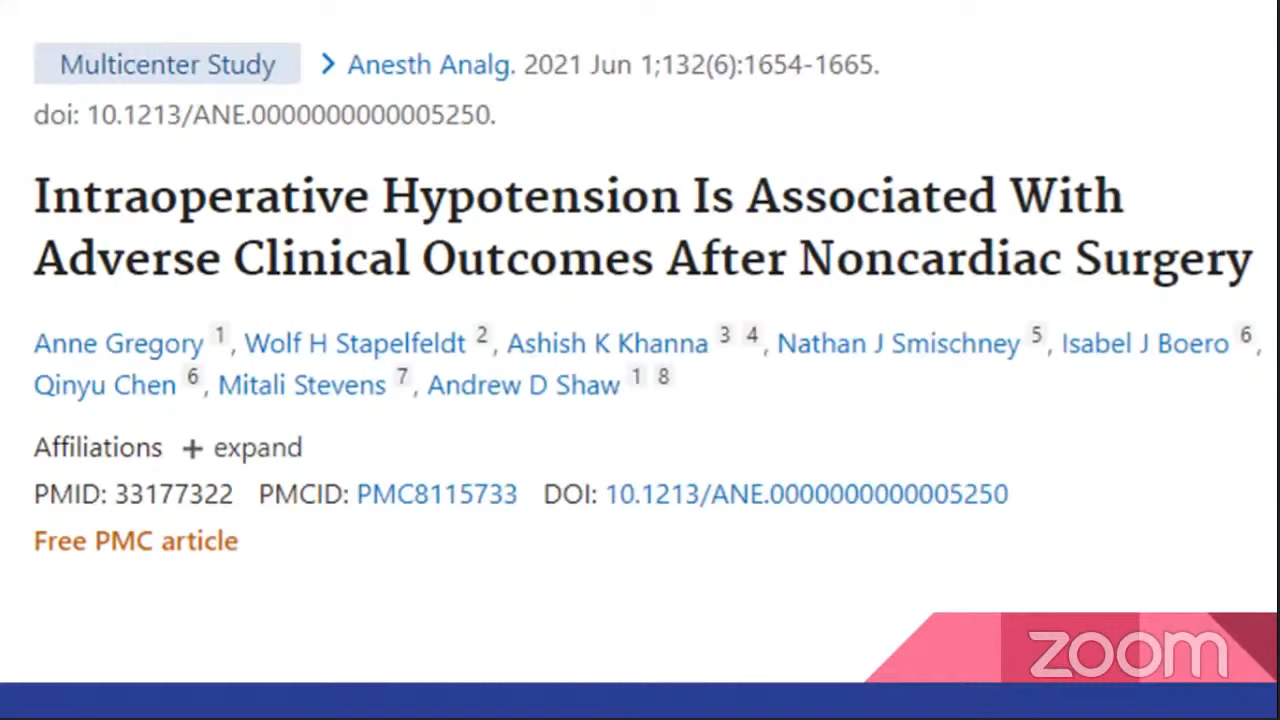 Multicenter Study > Anesth Analg. 2021 Jun 1;132(6):1654-1665.
doi: 10.1213/ANE.0000000000005250.
Intraoperative Hypotension Is Associated With
Adverse Clinical Outcomes After Noncardiac Surgery
Anne Gregory 1, Wolf H Stapelfeldt 2, Ashish K Khanna 3 4, Nathan J Smischney 5, Isabel J Boero 6,
Qinyu Chen 6, Mitali Stevens 7, Andrew D Shaw 1 8
Affiliations + expand
PMID: 33177322 PMCID: PMC8115733 DOI: 10.1213/ANE.0000000000005250
Free PMC article
zoom